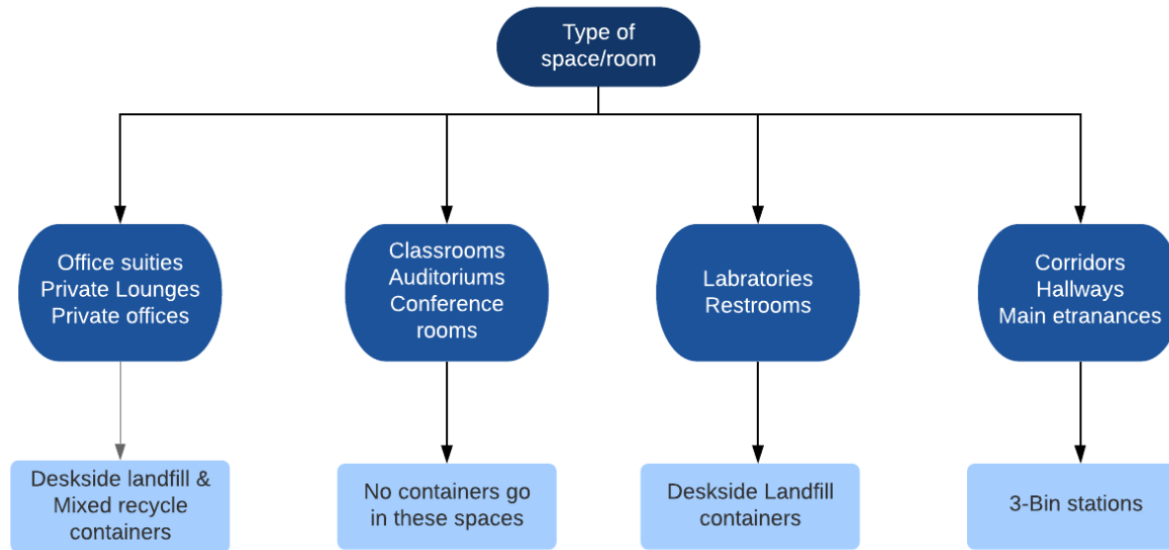 Type of
space/room
Office suities
Private Lounges
Private offices
Classrooms
Auditoriums
Conference
rooms
Labratories
Restrooms
Corridors
Hallways
Main etranances
Deskside landfill &
Mixed recycle
containers
No containers go
in these spaces
Deskside Landfill
containers
3-Bin stations